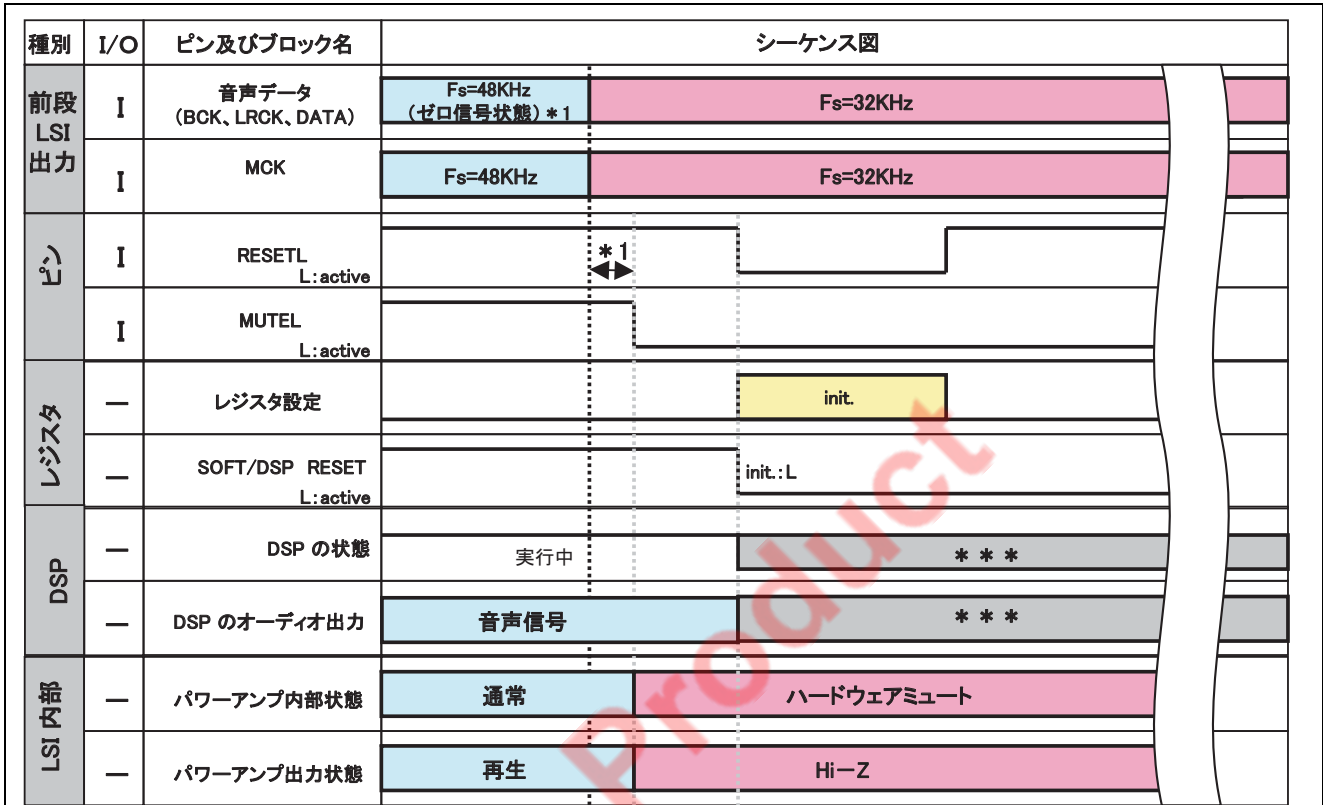 種別 I/O ピン及びブロック名 シーケンス図
前段
LSI
出力
I 音声データ
(BCK、LRCK、DATA)
Fs=48KHz
(ゼロ信号状態)*1
Fs=32KHz
I MCK Fs=48KHz Fs=32KHz
ピン
I RESETL
L:active
*1
I MUTEL
L:active
レジスタ
— レジスタ設定 init.
— SOFT/DSP RESET
L:active
init.:L
DSP
— DSP の状態 実行中 ***
— DSP のオーディオ出力 音声信号 ***
LSI 内部
— パワーアンプ内部状態 通常 ハードウェアミュート
— パワーアンプ出力状態 再生 Hi-Z
Product